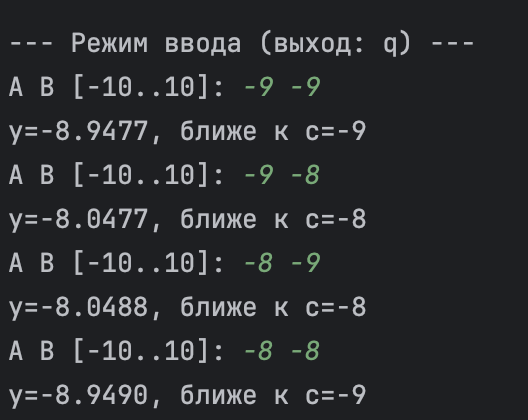 --- Режим ввода (выход: q) ---
A B [-10..10]: -9 -9
y=-8.9477, ближе к c=-9
A B [-10..10]: -9 -8
y=-8.0477, ближе к c=-8
A B [-10..10]: -8 -9
y=-8.0488, ближе к c=-8
A B [-10..10]: -8 -8
y=-8.9490, ближе к c=-9